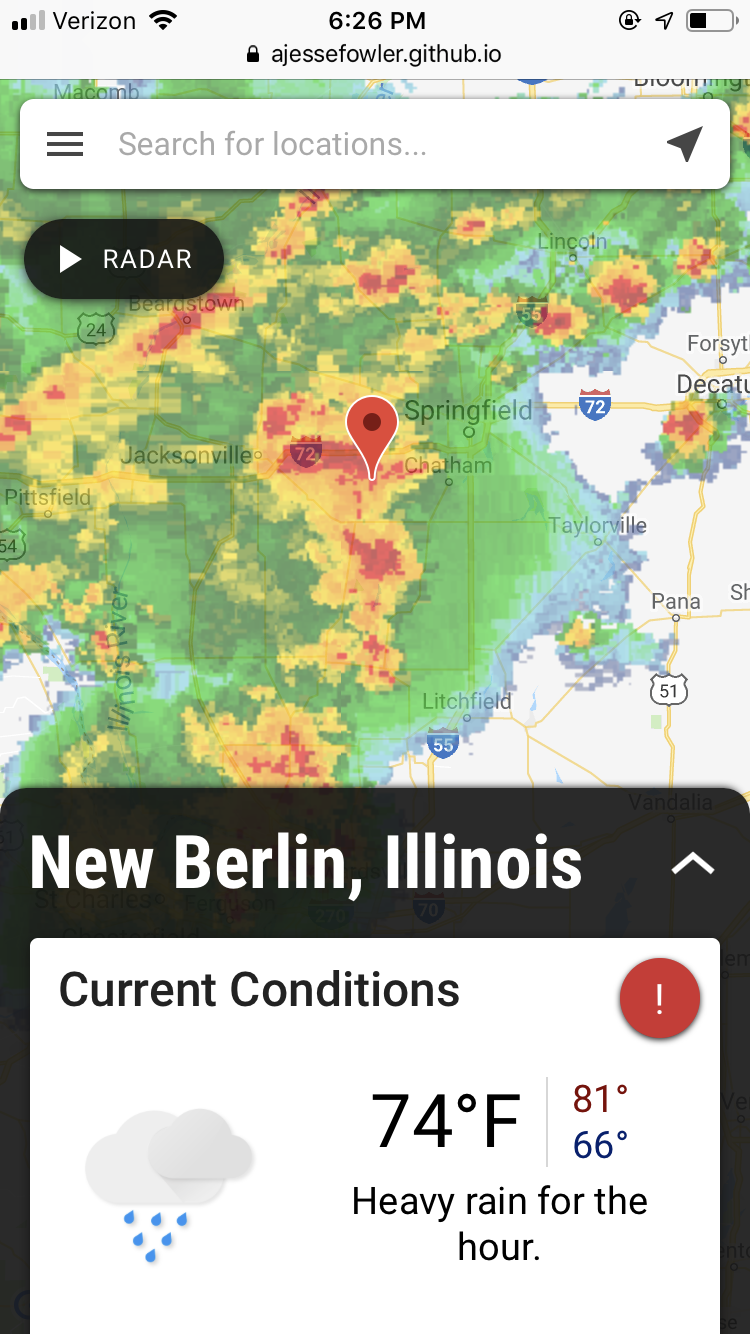 Verizon 6:26 PM
ajessefowler.github.io
Macomb
Search for locations...
RADAR
Lincoln
Beardstown
24
55
Forsyt
Decatu
72
Springfield
Jacksonville
72
Chatham
Pittsfield
54
Taylorville
Illinois River
Pana
Sh
51
Litchfield
55
Vandalia
New Berlin, Illinois
St Charles
Ferguson
270
70
Chesterfield
Current Conditions
!
74°F
81°
66°
Heavy rain for the
hour.